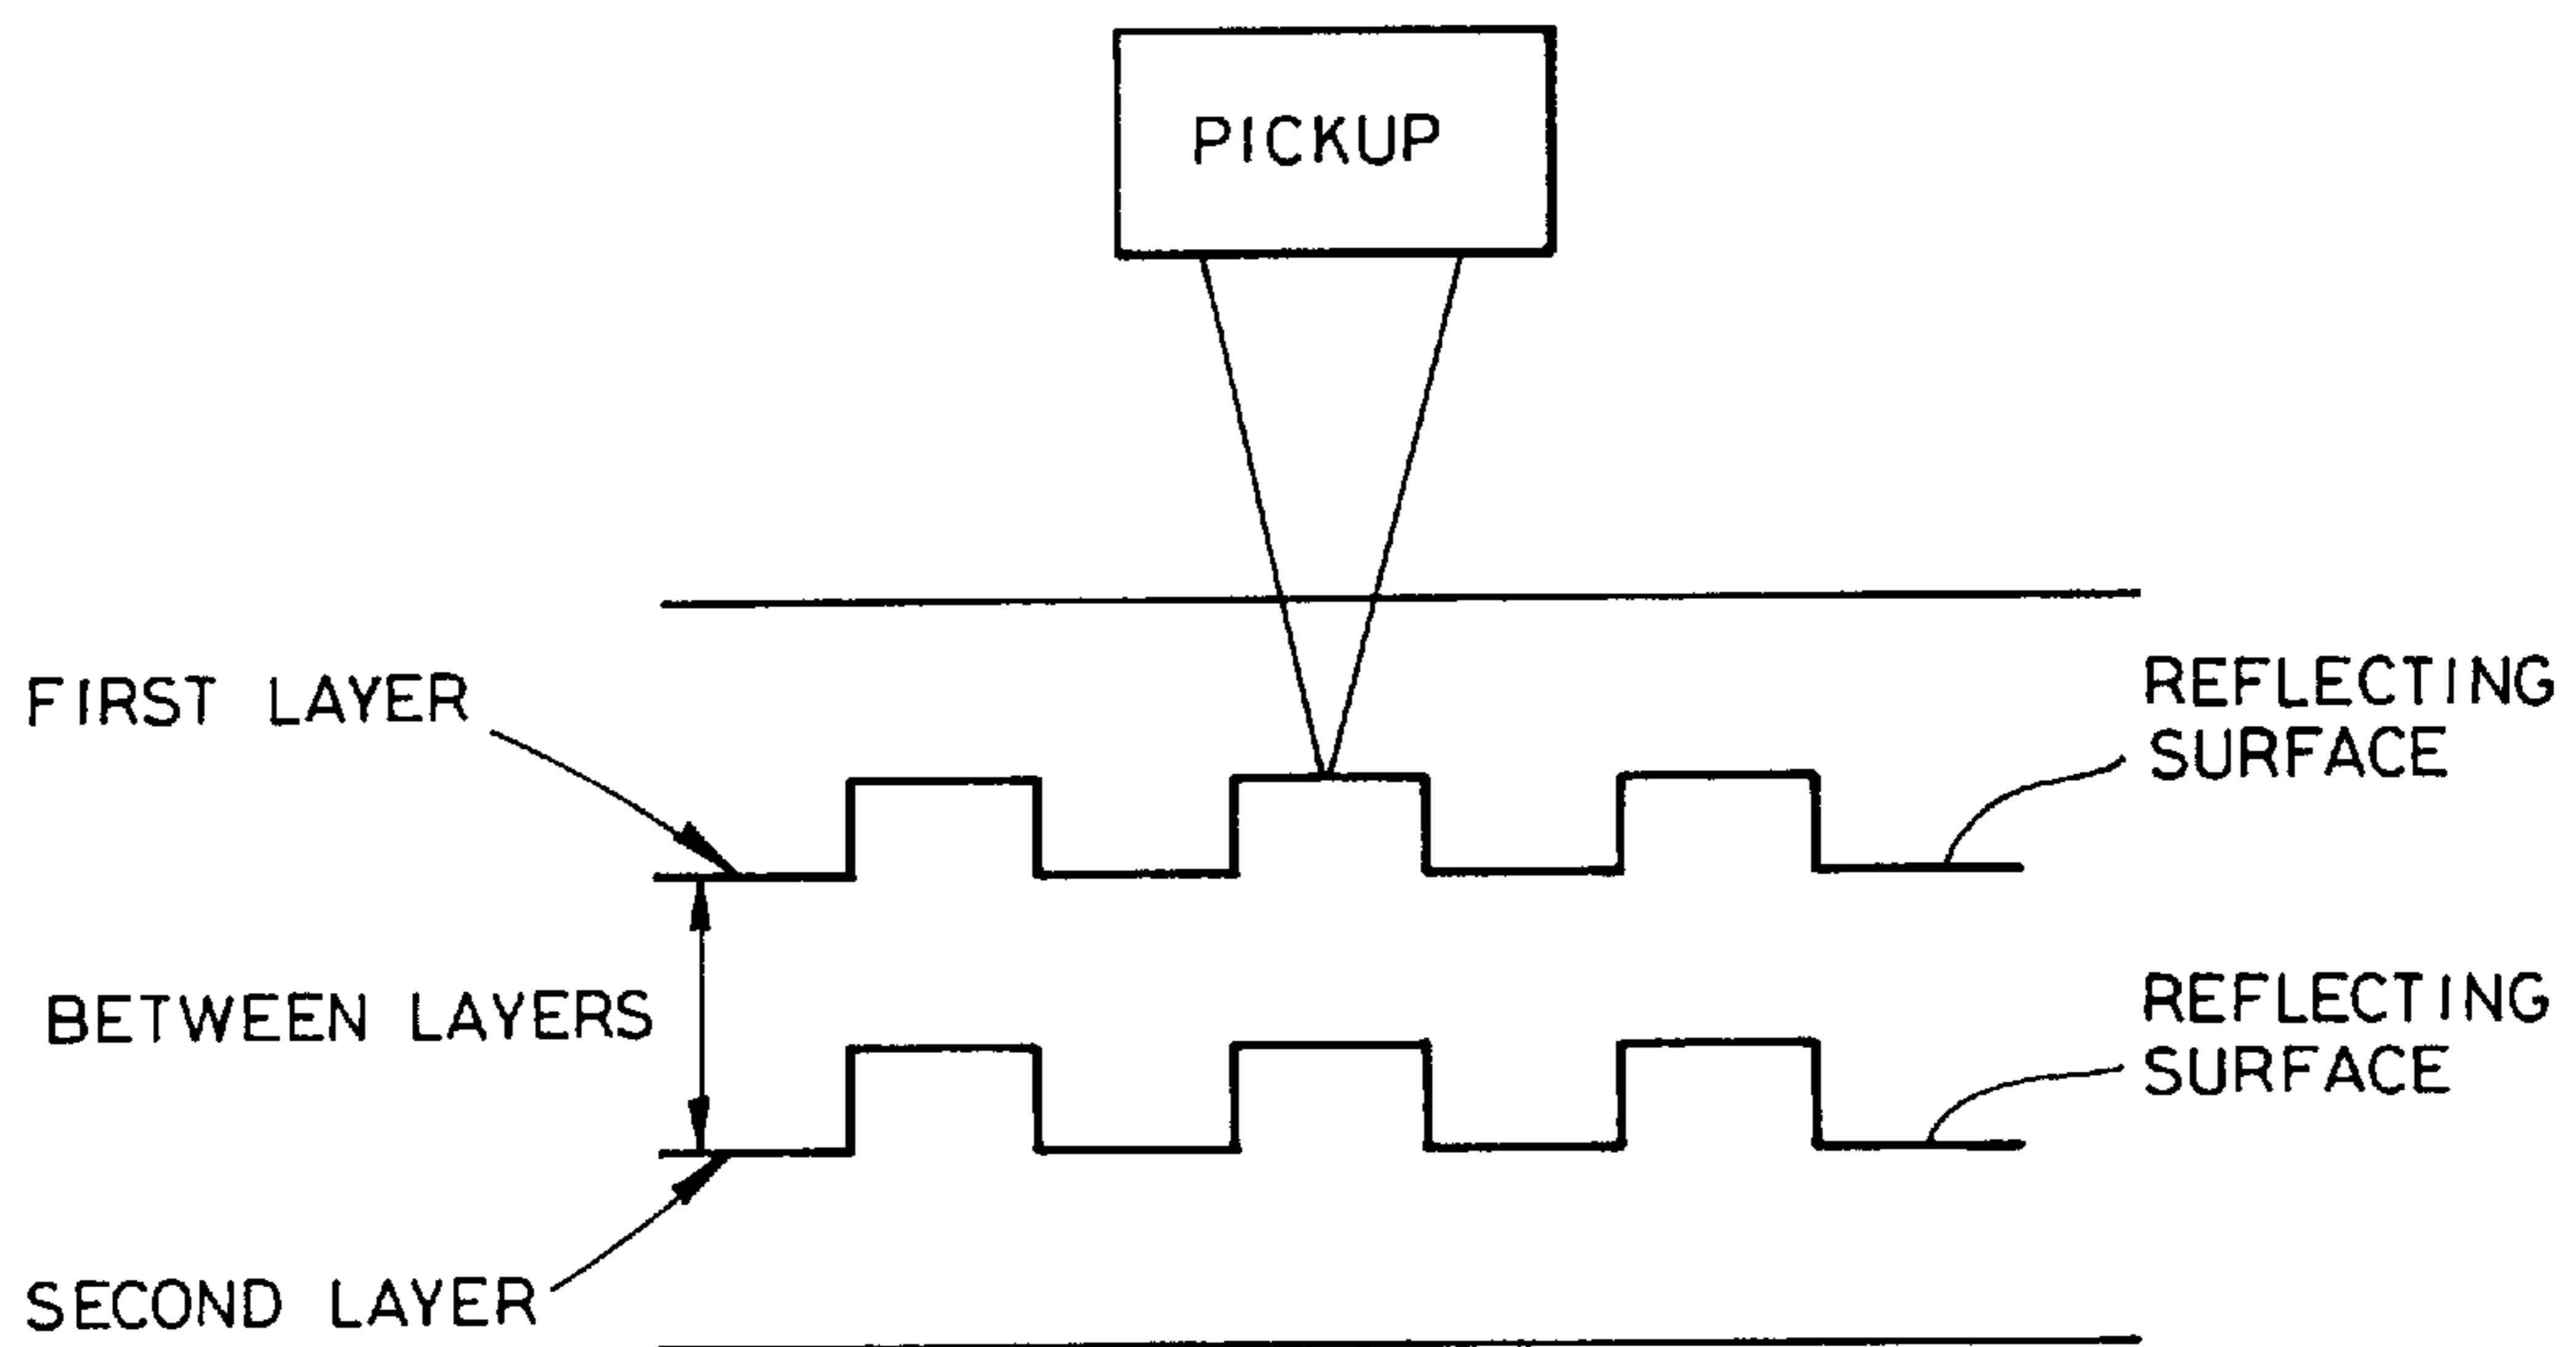 PICKUP
FIRST LAYER
REFLECTING
SURFACE
BETWEEN LAYERS
REFLECTING
SURFACE
SECOND LAYER